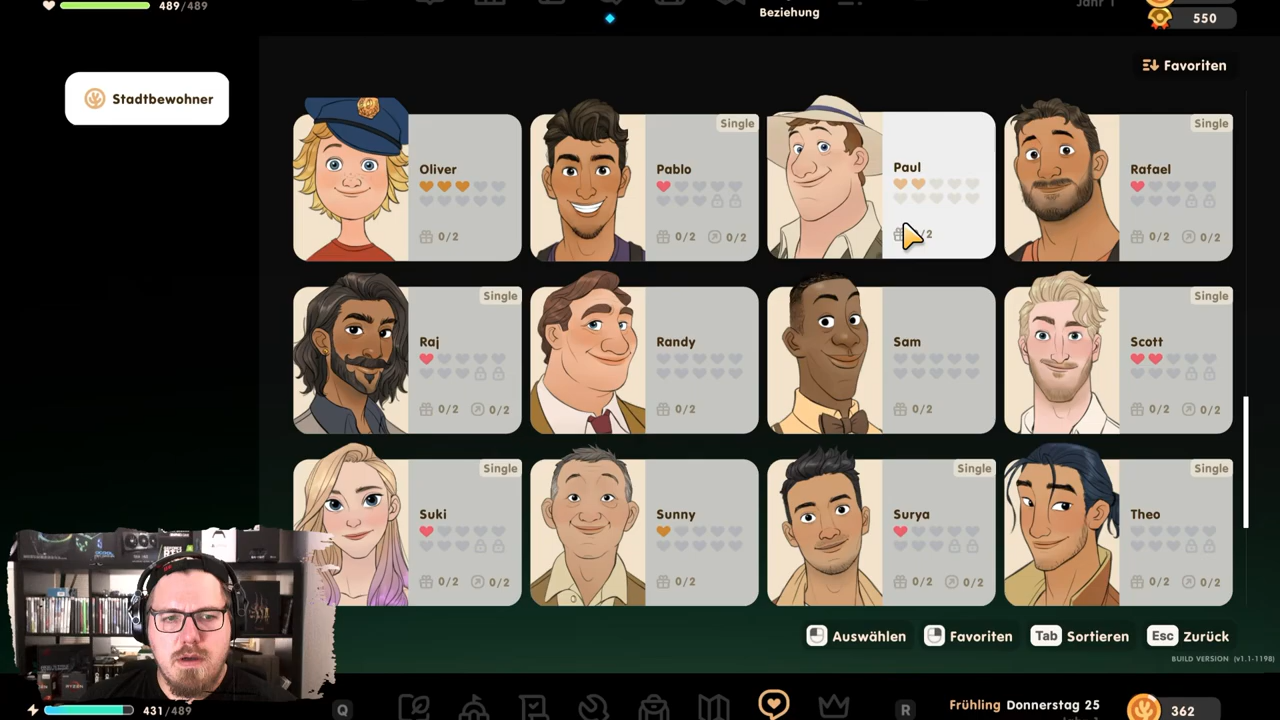 489/489
Beziehung
Jahr 1
550
Favoriten
Stadtbewohner
Oliver
0/2
Single
Pablo
0/2 0/2
Paul
/2
Single
Rafael
0/2 0/2
Single
Raj
0/2 0/2
Randy
0/2
Sam
0/2
Single
Scott
0/2 0/2
Single
Suki
0/2 0/2
Sunny
0/2
Single
Surya
0/2 0/2
Single
Theo
0/2 0/2
Auswählen Favoriten Tab Sortieren Esc Zurück
BUILD VERSION (v1.1-1198)
431/489
Q
R
Frühling Donnerstag 25
362